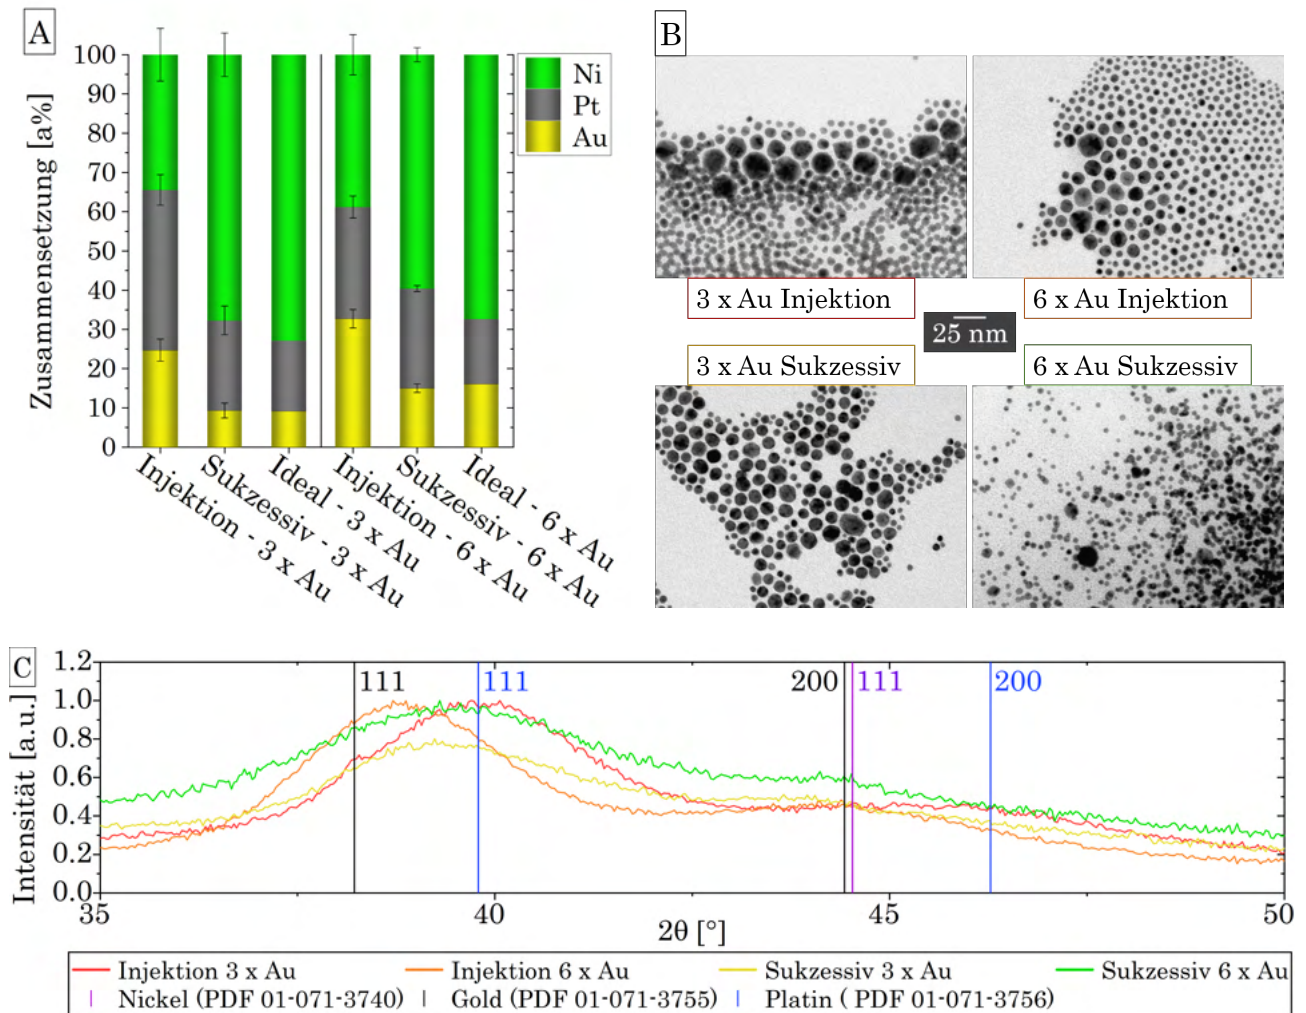 A
100
90
80
70
60
50
40
30
20
10
0
Zusammensetzung [a%]
Ni
Pt
Au
Injektion - 3 x Au
Sukzessiv - 3 x Au
Ideal - 3 x Au
Injektion - 6 x Au
Sukzessiv - 6 x Au
Ideal - 6 x Au
B
3 x Au Injektion
6 x Au Injektion
25 nm
3 x Au Sukzessiv
6 x Au Sukzessiv
C
1.2
1.0
0.8
0.6
0.4
0.2
0.0
Intensität [a.u.]
111
111
200
111
200
35
40
45
50
2θ [°]
Injekktion 3 x Au
Injektion 6 x Au
Sukzessiv 3 x Au
Sukzessiv 6 x Au
Nickel (PDF 01-071-3740)
Gold (PDF 01-071-3755)
Platin ( PDF 01-071-3756)